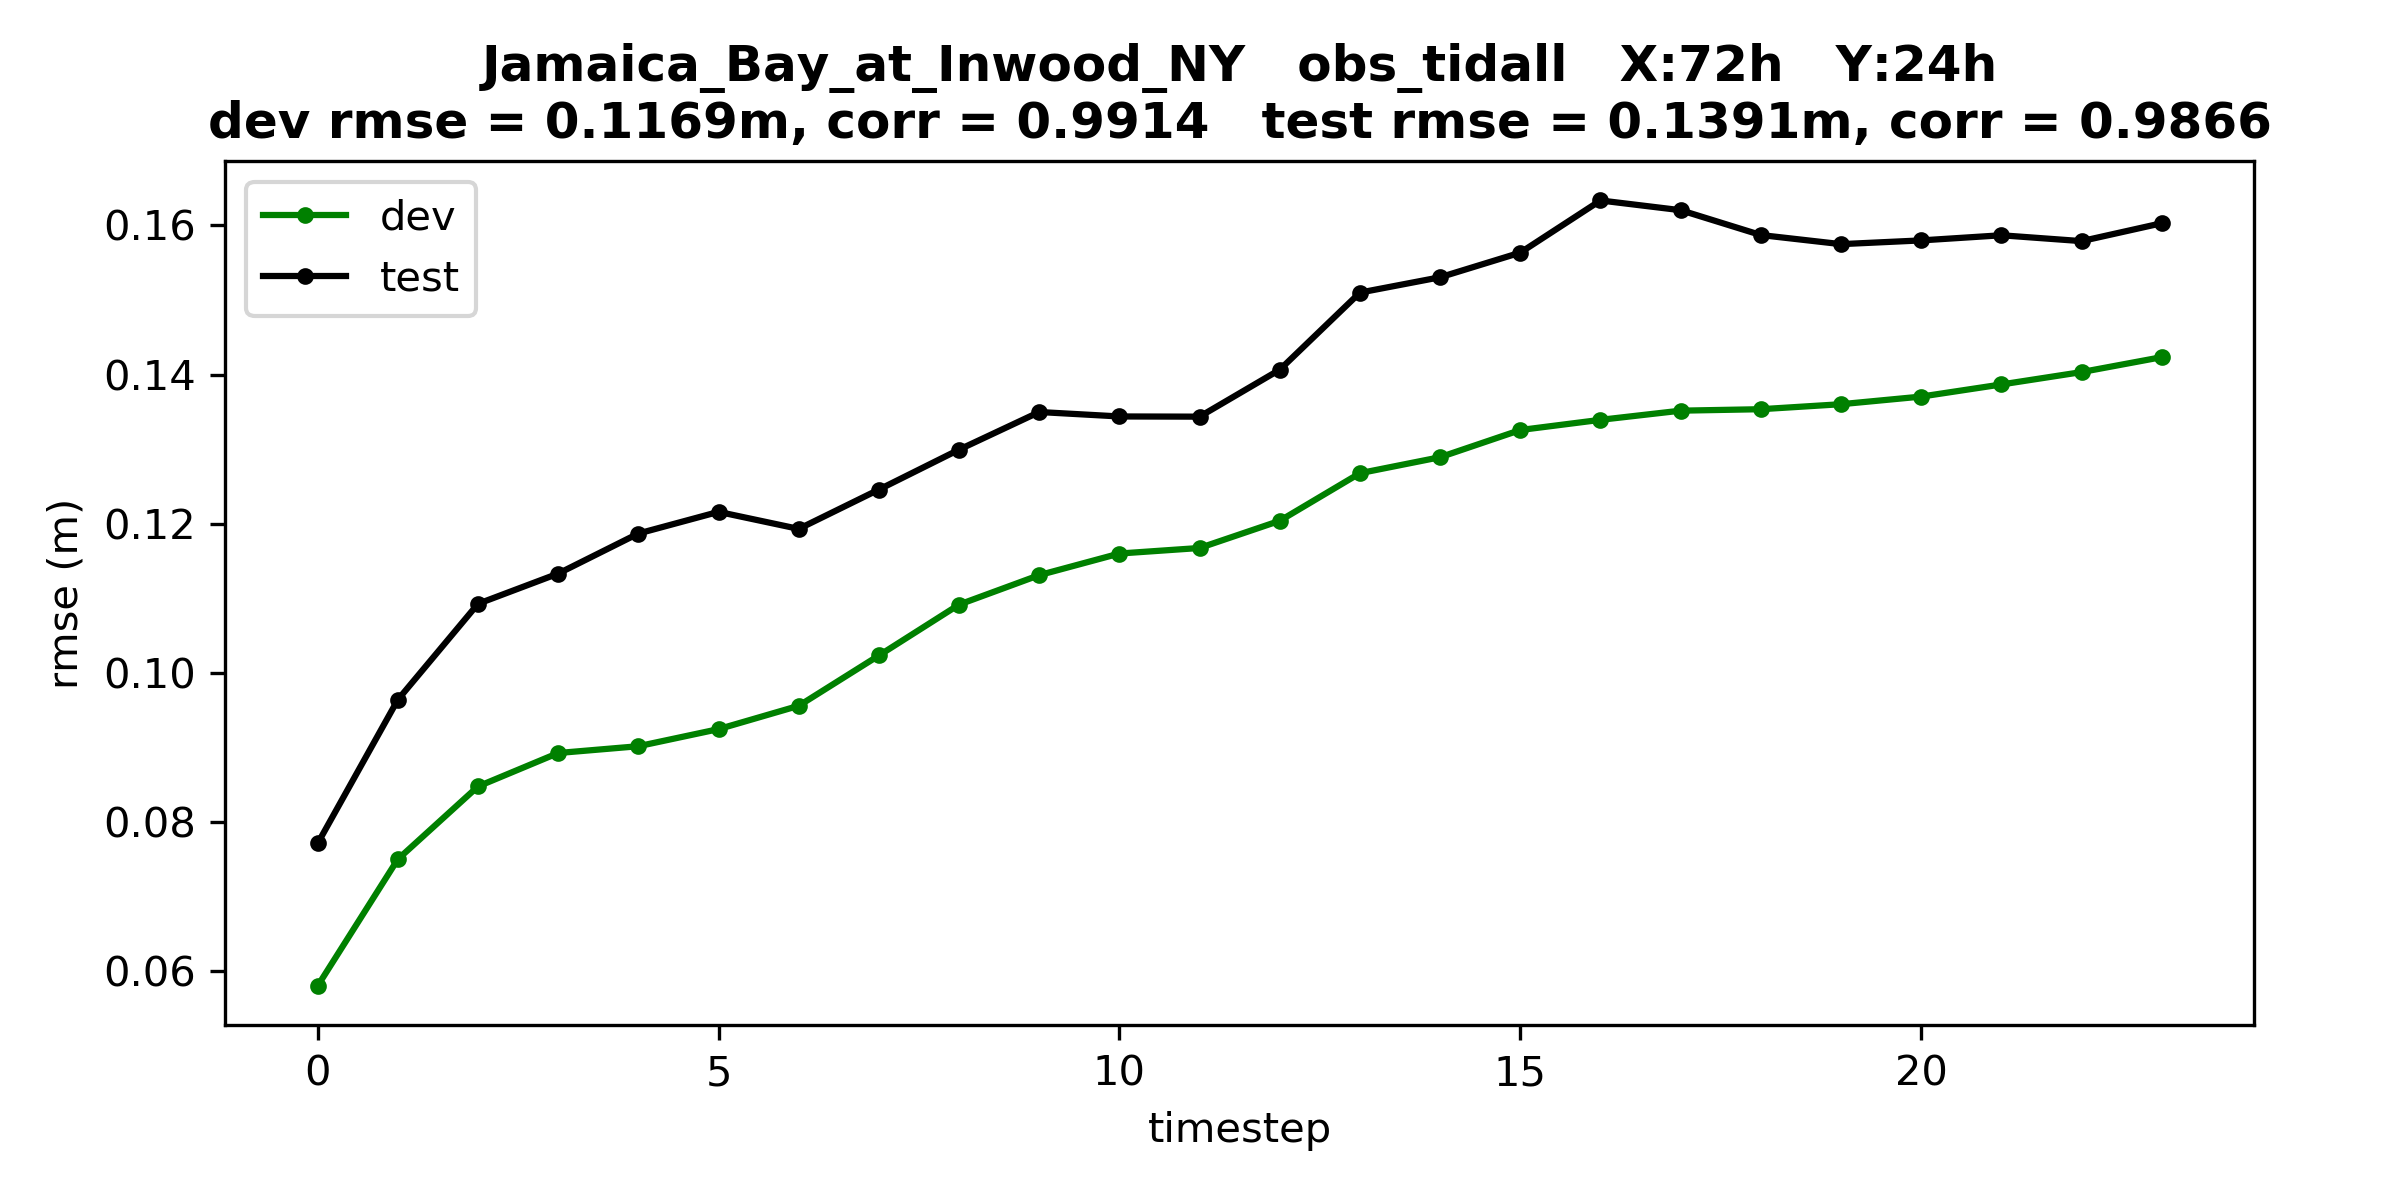 Jamaica_Bay_at_Inwood_NY obs_tidall X:72h Y:24h
dev rmse = 0.1169m, corr = 0.9914 test rmse = 0.1391m, corr = 0.9866
dev
test
0.16
0.14
0.12
0.10
0.08
0.06
rmse (m)
0 5 10 15 20
timestep